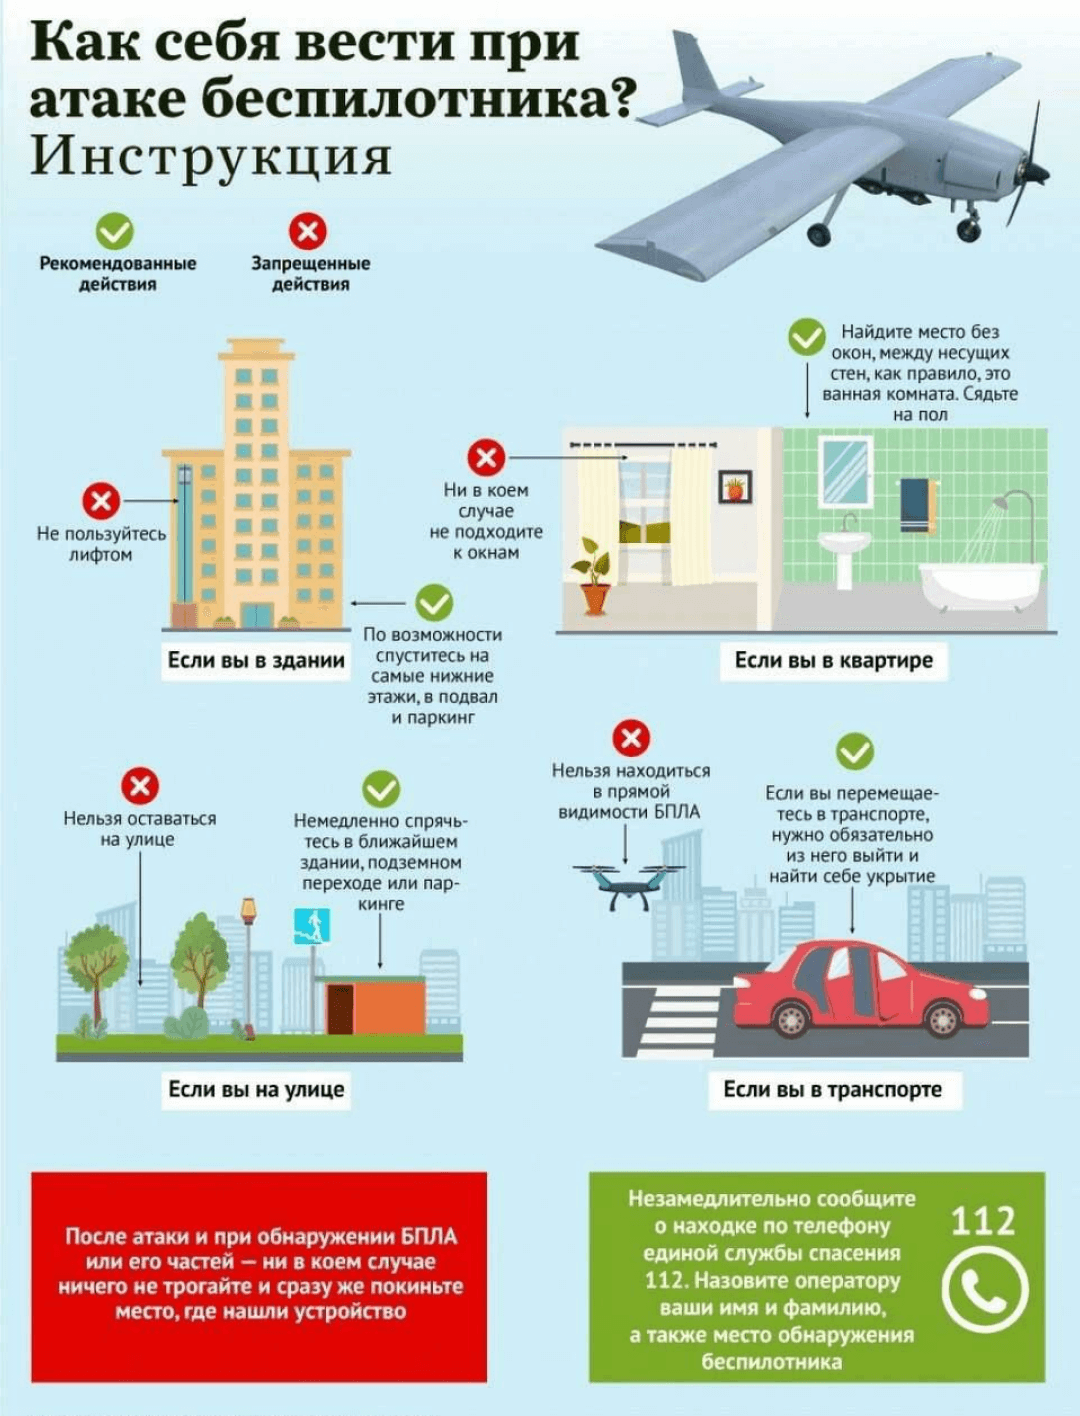 Как себя вести при
атаке беспилотника?
Инструкция
Рекомендованные
действия
Запрещенные
действия
Найдите место без
окон, между несущих
стен, как правило, это
ванная комната. Сядьте
на пол
Ни в коем
случае
не подходите
к окнам
Не пользуйтесь
лифтом
По возможности
спуститесь на
самые нижние
этажи, в подвал
и паркинг
Если вы в здании
Если вы в квартире
Нельзя оставаться
на улице
Немедленно спрячь-
тесь в ближайшем
здании, подземном
переходе или пар-
кинге
Нельзя находиться
в прямой
видимости БПЛА
Если вы перемещае-
тесь в транспорте,
нужно обязательно
из него выйти и
найти себе укрытие
Если вы на улице
Если вы в транспорте
После атаки и при обнаружении БПЛА
или его частей — ни в коем случае
ничего не трогайте и сразу же покиньте
место, где нашли устройство
Незамедлительно сообщите
о находке по телефону
единой службы спасения
112. Назовите оператору
ваши имя и фамилию,
а также место обнаружения
беспилотника
112